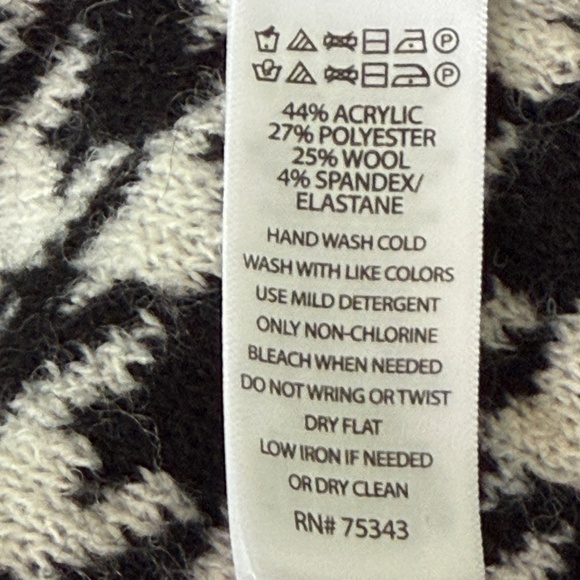 44% ACRYLIC
27% POLYESTER
25% WOOL
4% SPANDEX/
ELASTANE
HAND WASH COLD
WASH WITH LIKE COLORS
USE MILD DETERGENT
ONLY NON-CHLORINE
BLEACH WHEN NEEDED
DO NOT WRING OR TWIST
DRY FLAT
LOW IRON IF NEEDED
OR DRY CLEAN
RN# 75343